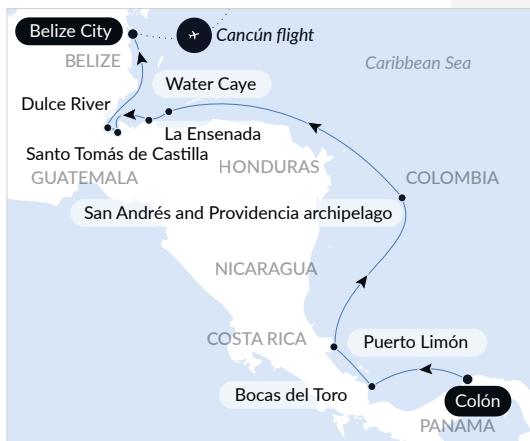 Belize City
Cancún flight
BELIZE
Caribbean Sea
Water Caye
Dulce River
La Ensenada
Santo Tomás de Castilla
HONDURAS
GUATEMALA
COLOMBIA
San Andrés and Providencia archipelago
NICARAGUA
COSTA RICA
Puerto Limón
Bocas del Toro
Colón
PANAMA